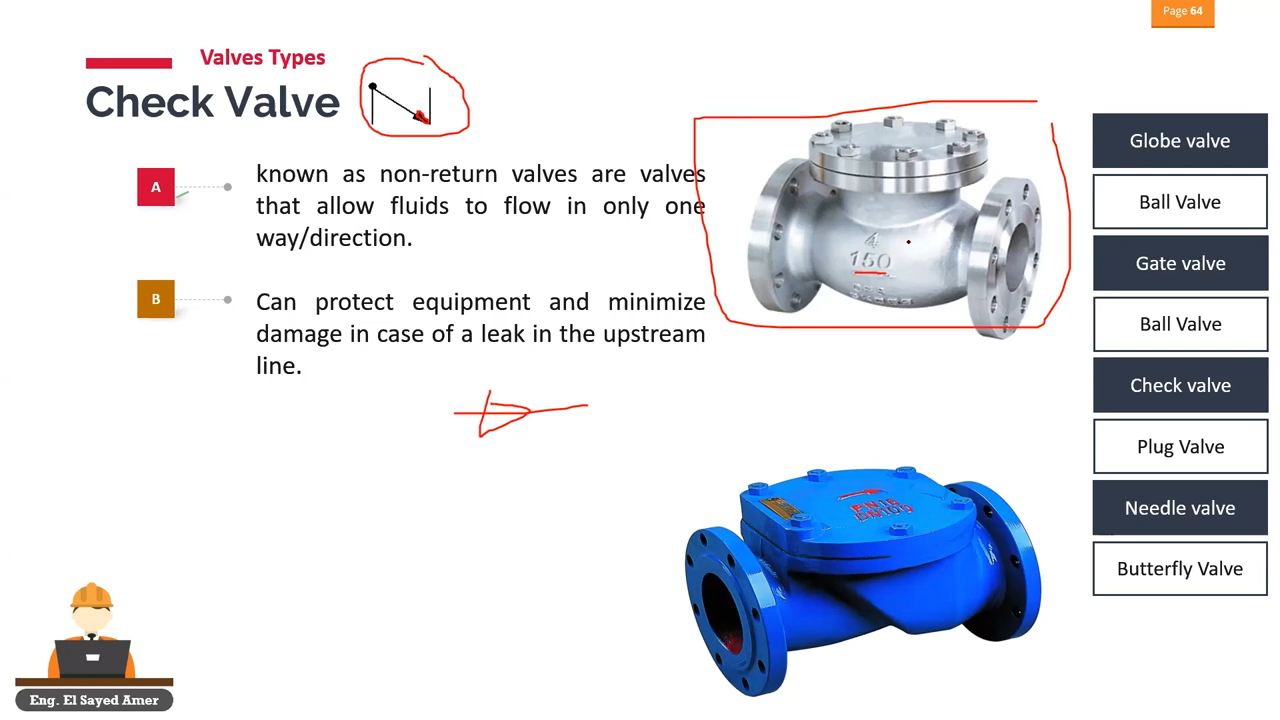 Page 64
Valves Types
Check Valve
A
known as non-return valves are valves
that allow fluids to flow in only one
way/direction.
B
Can protect equipment and minimize
damage in case of a leak in the upstream
line.
4
150
PN16
DN100
Globe valve
Ball Valve
Gate valve
Ball Valve
Check valve
Plug Valve
Needle valve
Butterfly Valve
Eng. El Sayed Amer